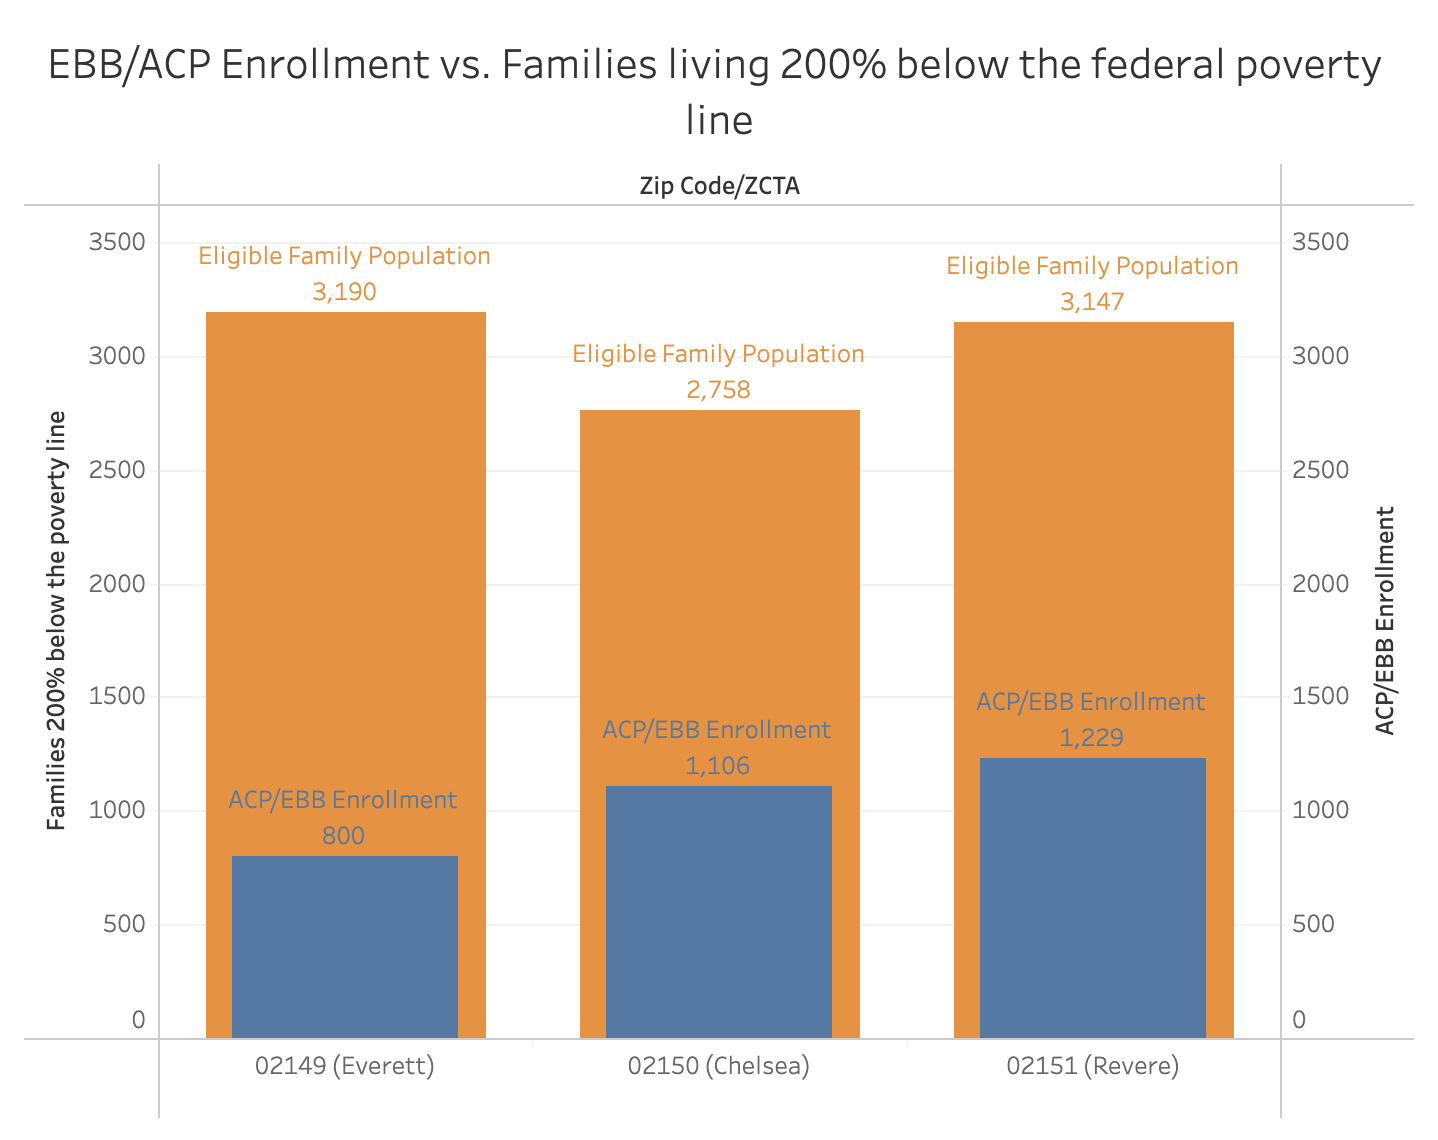 EBB/ACP Enrollment vs. Families living 200% below the federal poverty
line
Zip Code/ZCTA
3500
3000
2500
2000
1500
1000
500
0
Families 200% below the poverty line
Eligible Family Population
3,190
ACP/EBB Enrollment
800
Eligible Family Population
2,758
ACP/EBB Enrollment
1,106
Eligible Family Population
3,147
ACP/EBB Enrollment
1,229
3500
3000
2500
2000
1500
1000
500
0
ACP/EBB Enrollment
02149 (Everett)
02150 (Chelsea)
02151 (Revere)